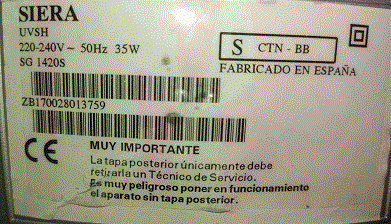 SIERA
UVSH
220-240V~ 50Hz 35W
SG 1420S
S CTN - BB
FABRICADO EN ESPAÑA
ZB170028013759
CE
MUY IMPORTANTE
La tapa posterior únicamente debe
retirarla un Técnico de Servicio.
Es muy peligroso poner en funcionamiento
el aparato sin tapa posterior.